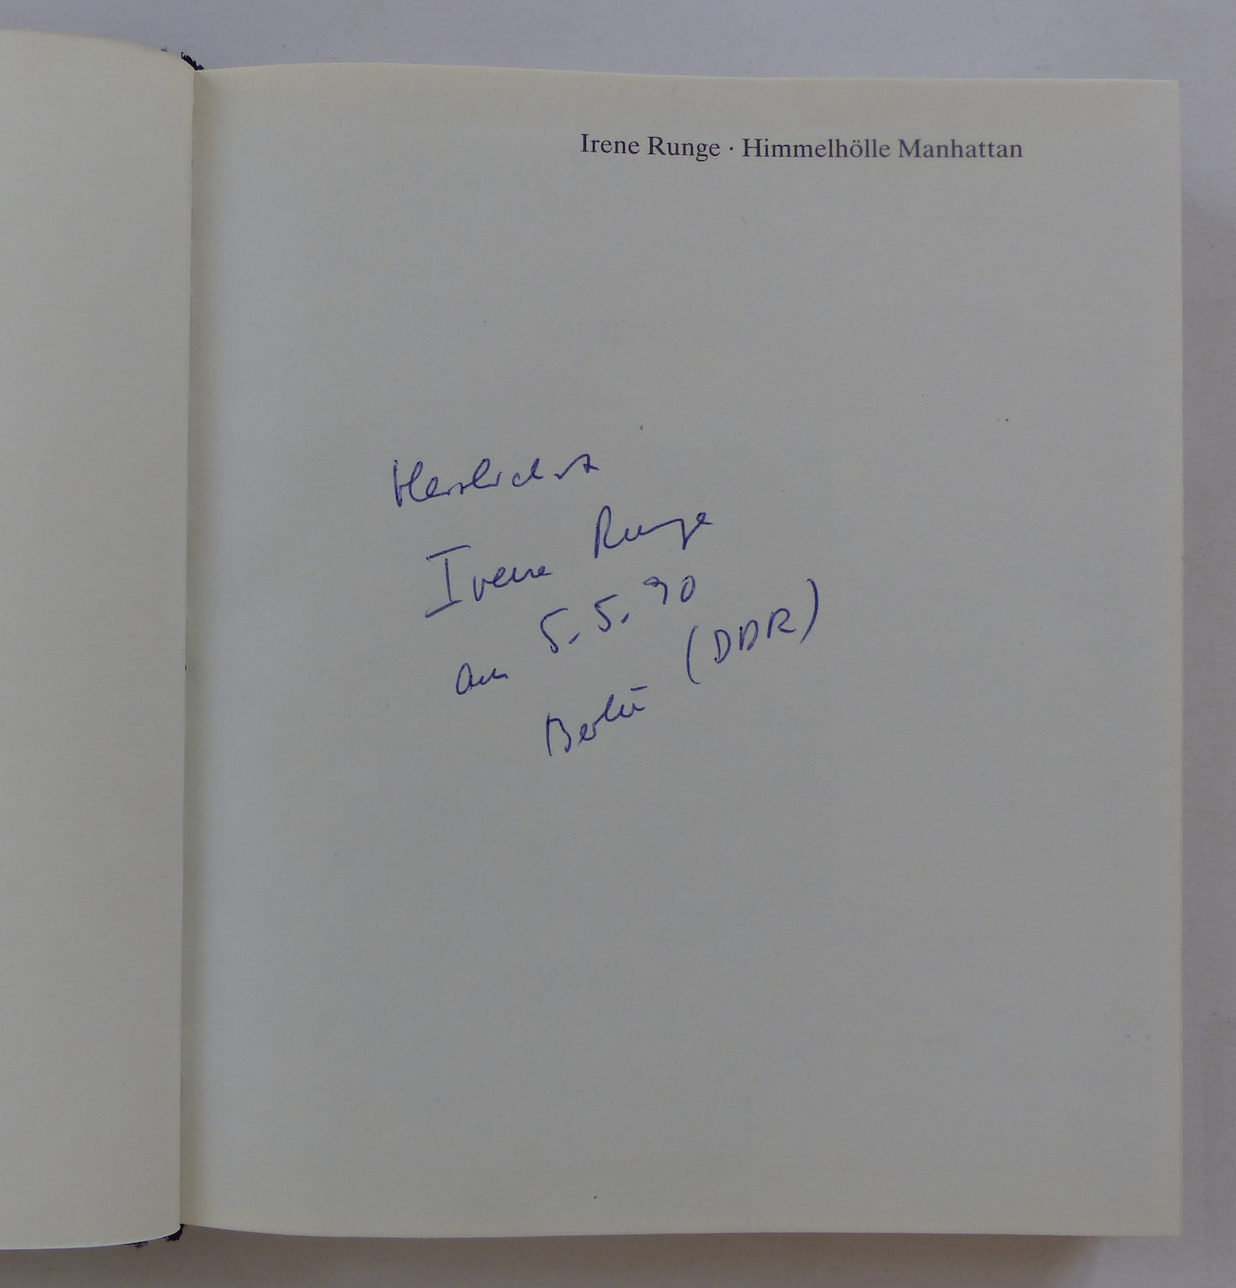 Irene Runge · Himmelhölle Manhattan
Herzlichst
Irene Runge
am 5.5.90
Berlin (DDR)